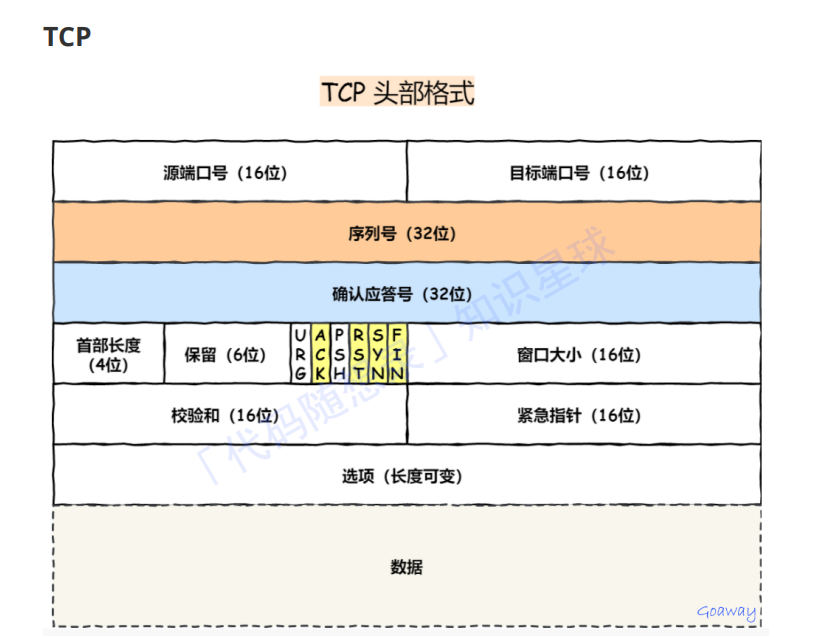 TCP
TCP 头部格式
源端口号（16位）
目标端口号（16位）
序列号（32位）
确认应答号（32位）
首部长度
（4位）
保留（6位）
URG
ACK
PSH
RST
SYN
FIN
窗口大小（16位）
校验和（16位）
紧急指针（16位）
选项（长度可变）
数据
「代码随想录」知识星球
Goaway